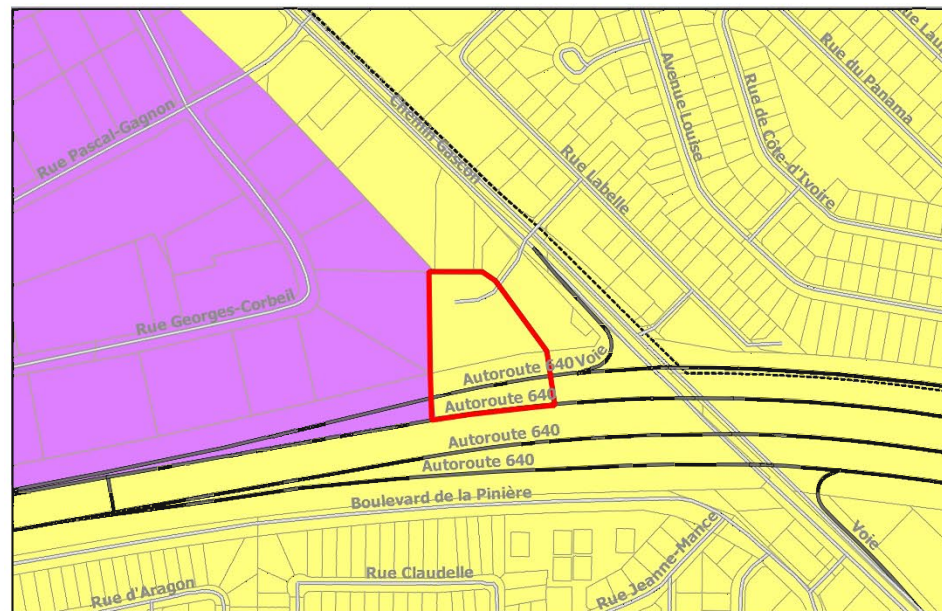 Rue Lau
Rue du Panama
Avenue Louise
Rue de Côte-d'Ivoire
Rue Pascal-Gagnon
Chemin Gascon
Rue Labelle
Rue Georges-Corbeil
Autoroute 640
Voie
Autoroute 640
Autoroute 640
Autoroute 640
Boulevard de la Pinière
Voie
Rue Jeanne-Mance
Rue Claudelle
Rue d'Aragon